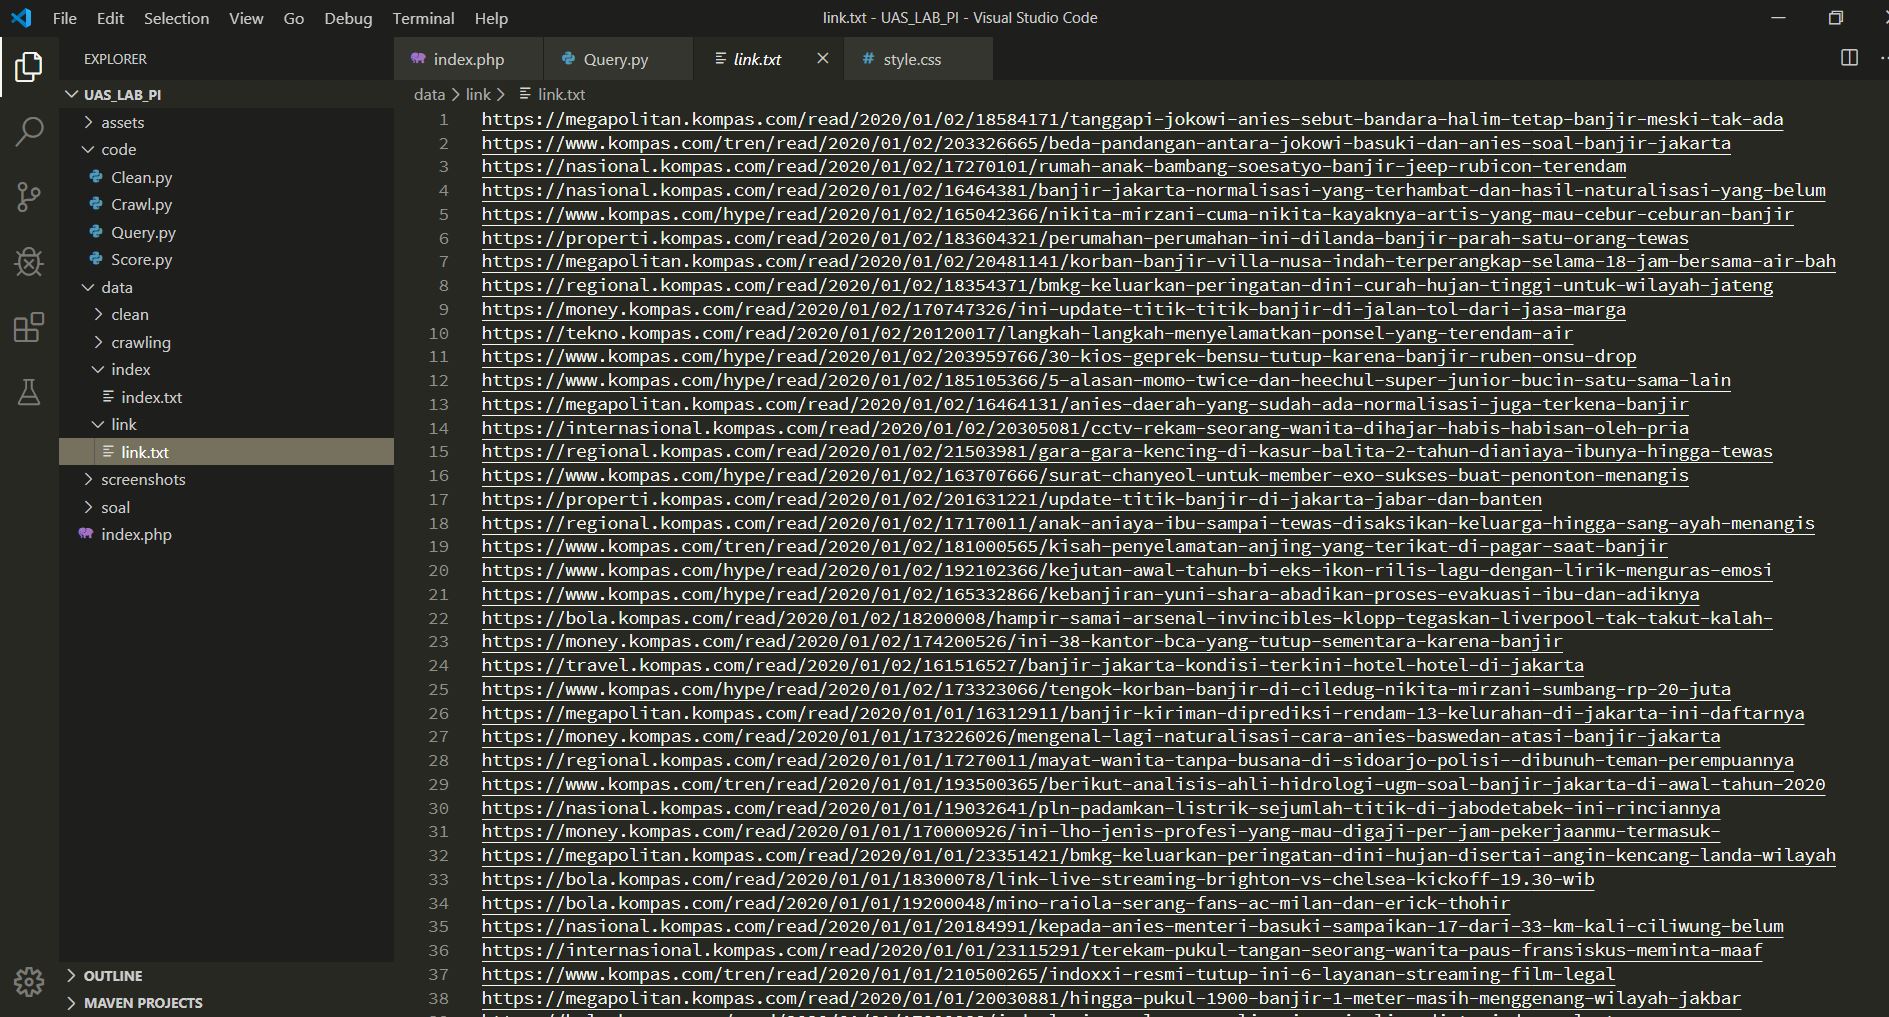 File Edit Selection View Go Debug Terminal Help
link.txt - UAS_LAB_PI - Visual Studio Code
EXPLORER
UAS_LAB_PI
assets
code
Clean.py
Crawl.py
Query.py
Score.py
data
clean
crawling
index
index.txt
link
link.txt
screenshots
soal
index.php
OUTLINE
MAVEN PROJECTS
index.php Query.py link.txt style.css
data link link.txt
1 https://megapolitan.kompas.com/read/2020/01/02/18584171/tanggapi-jokowi-anies-sebut-bandara-halim-tetap-banjir-meski-tak-ada
2 https://www.kompas.com/tren/read/2020/01/02/203326665/beda-pandangan-antara-jokowi-basuki-dan-anies-soal-banjir-jakarta
3 https://nasional.kompas.com/read/2020/01/02/17270101/rumah-anak-bambang-soesatyo-banjir-jeep-rubicon-terendam
4 https://nasional.kompas.com/read/2020/01/02/16464381/banjir-jakarta-normalisasi-yang-terhambat-dan-hasil-naturalisasi-yang-belum
5 https://www.kompas.com/hype/read/2020/01/02/165042366/nikita-mirzani-cuma-nikita-kayaknya-artis-yang-mau-cebur-ceburan-banjir
6 https://properti.kompas.com/read/2020/01/02/183604321/perumahan-perumahan-ini-dilanda-banjir-parah-satu-orang-tewas
7 https://megapolitan.kompas.com/read/2020/01/02/20481141/korban-banjir-villa-nusa-indah-terperangkap-selama-18-jam-bersama-air-bah
8 https://regional.kompas.com/read/2020/01/02/18354371/bmkg-keluarkan-peringatan-dini-curah-hujan-tinggi-untuk-wilayah-jateng
9 https://money.kompas.com/read/2020/01/02/170747326/ini-update-titik-titik-banjir-di-jalan-tol-dari-jasa-marga
10 https://tekno.kompas.com/read/2020/01/02/20120017/langkah-langkah-menyelamatkan-ponsel-yang-terendam-air
11 https://www.kompas.com/hype/read/2020/01/02/203959766/30-kios-geprek-bensu-tutup-karena-banjir-ruben-onsu-drop
12 https://www.kompas.com/hype/read/2020/01/02/185105366/5-alasan-momo-twice-dan-heechul-super-junior-bucin-satu-sama-lain
13 https://megapolitan.kompas.com/read/2020/01/02/16464131/anies-daerah-yang-sudah-ada-normalisasi-juga-terkena-banjir
14 https://internasional.kompas.com/read/2020/01/02/20305081/cctv-rekam-seorang-wanita-dihajar-habis-habisan-oleh-pria
15 https://regional.kompas.com/read/2020/01/02/21503981/gara-gara-kencing-di-kasur-balita-2-tahun-dianiaya-ibunya-hingga-tewas
16 https://www.kompas.com/hype/read/2020/01/02/163707666/surat-chanyeol-untuk-member-exo-sukses-buat-penonton-menangis
17 https://properti.kompas.com/read/2020/01/02/201631221/update-titik-banjir-di-jakarta-jabar-dan-banten
18 https://regional.kompas.com/read/2020/01/02/17170011/anak-aniaya-ibu-sampai-tewas-disaksikan-keluarga-hingga-sang-ayah-menangis
19 https://www.kompas.com/tren/read/2020/01/02/181000565/kisah-penyelamatan-anjing-yang-terikat-di-pagar-saat-banjir
20 https://www.kompas.com/hype/read/2020/01/02/192102366/kejutan-awal-tahun-bi-eks-ikon-rilis-lagu-dengan-lirik-menguras-emosi
21 https://www.kompas.com/hype/read/2020/01/02/165332866/kebanjiran-yuni-shara-abadikan-proses-evakuasi-ibu-dan-adiknya
22 https://bola.kompas.com/read/2020/01/02/18200008/hampir-samai-arsenal-invincibles-klopp-tegaskan-liverpool-tak-takut-kalah-
23 https://money.kompas.com/read/2020/01/02/174200526/ini-38-kantor-bca-yang-tutup-sementara-karena-banjir
24 https://travel.kompas.com/read/2020/01/02/161516527/banjir-jakarta-kondisi-terkini-hotel-hotel-di-jakarta
25 https://www.kompas.com/hype/read/2020/01/02/173323066/tengok-korban-banjir-di-ciledug-nikita-mirzani-sumbang-rp-20-juta
26 https://megapolitan.kompas.com/read/2020/01/01/16312911/banjir-kiriman-diprediksi-rendam-13-kelurahan-di-jakarta-ini-daftarnya
27 https://money.kompas.com/read/2020/01/01/173226026/mengenal-lagi-naturalisasi-cara-anies-baswedan-atasi-banjir-jakarta
28 https://regional.kompas.com/read/2020/01/01/17270011/mayat-wanita-tanpa-busana-di-sidoarjo-polisi--dibunuh-teman-perempuannya
29 https://www.kompas.com/tren/read/2020/01/01/193500365/berikut-analisis-ahli-hidrologi-ugm-soal-banjir-jakarta-di-awal-tahun-2020
30 https://nasional.kompas.com/read/2020/01/01/19032641/pln-padamkan-listrik-sejumlah-titik-di-jabodetabek-ini-rinciannya
31 https://money.kompas.com/read/2020/01/01/170000926/ini-lho-jenis-profesi-yang-mau-digaji-per-jam-pekerjaanmu-termasuk-
32 https://megapolitan.kompas.com/read/2020/01/01/23351421/bmkg-keluarkan-peringatan-dini-hujan-disertai-angin-kencang-landa-wilayah
33 https://bola.kompas.com/read/2020/01/01/18300078/link-live-streaming-brighton-vs-chelsea-kickoff-19.30-wib
34 https://bola.kompas.com/read/2020/01/01/19200048/mino-raiola-serang-fans-ac-milan-dan-erick-thohir
35 https://nasional.kompas.com/read/2020/01/01/20184991/kepada-anies-menteri-basuki-sampaikan-17-dari-33-km-kali-ciliwung-belum
36 https://internasional.kompas.com/read/2020/01/01/23115291/terekam-pukul-tangan-seorang-wanita-paus-fransiskus-meminta-maaf
37 https://www.kompas.com/tren/read/2020/01/01/210500265/indoxxi-resmi-tutup-ini-6-layanan-streaming-film-legal
38 https://megapolitan.kompas.com/read/2020/01/01/20030881/hingga-pukul-1900-banjir-1-meter-masih-menggenang-wilayah-jakbar